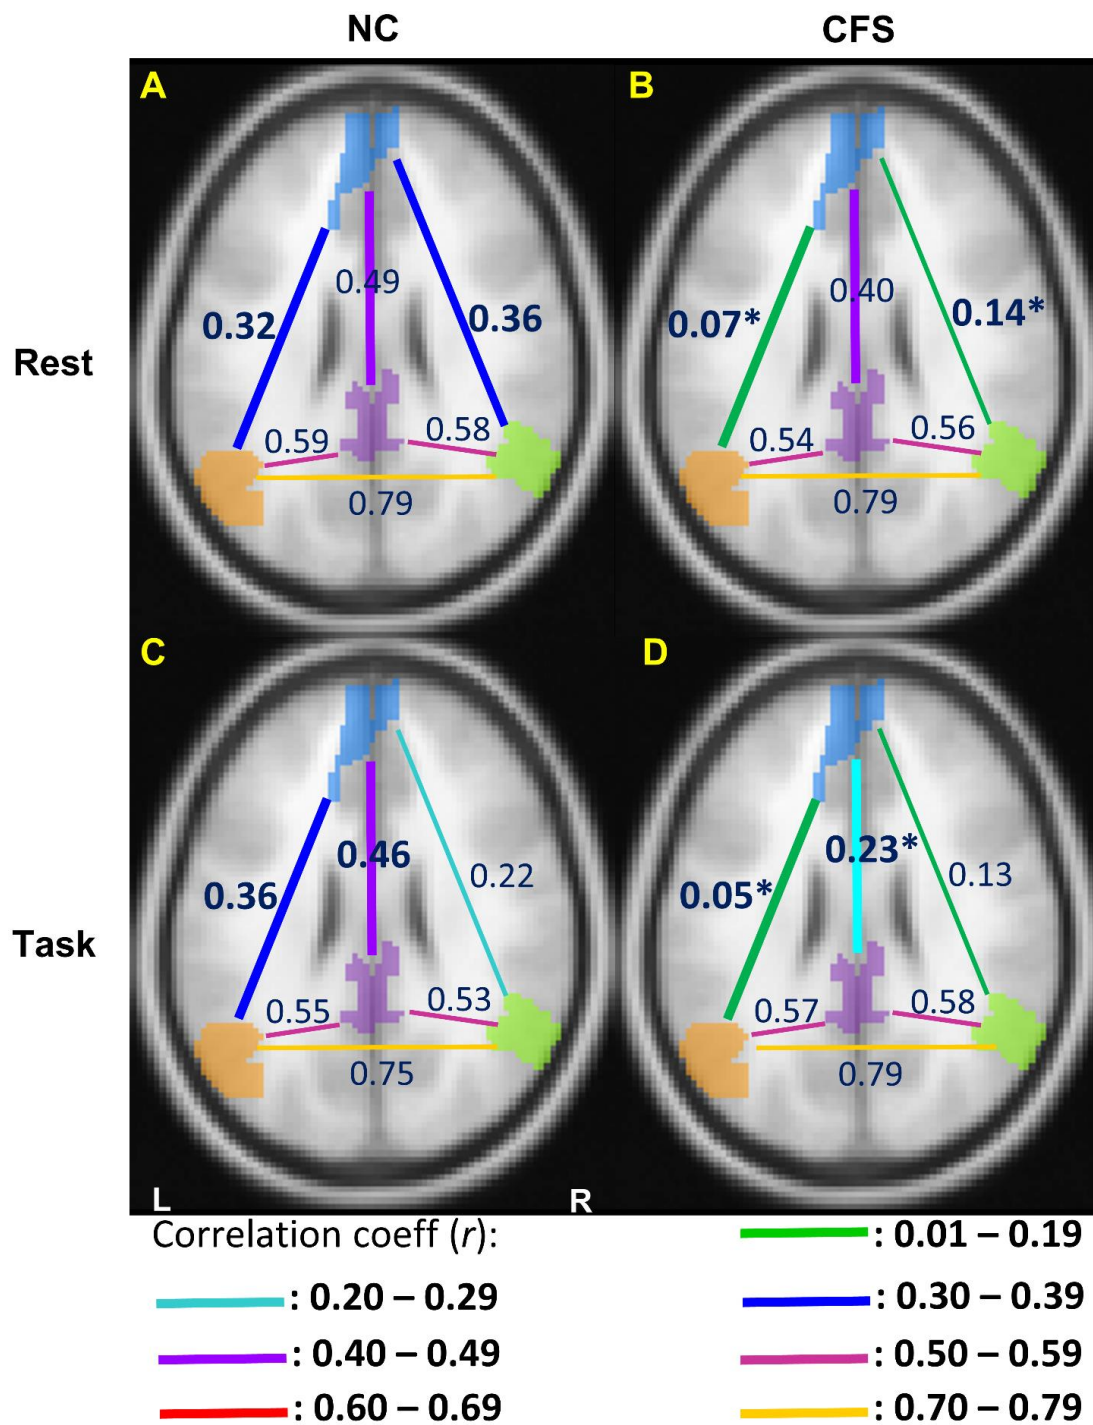 NC CFS
A B
0.49 0.40
0.32 0.36 0.07* 0.14*
Rest
0.59 0.58 0.54 0.56
0.79 0.79
C D
0.46 0.23*
0.36 0.22 0.05* 0.13
Task
0.55 0.53 0.57 0.58
0.75 0.79
L R
Correlation coeff (r): : 0.01 – 0.19
: 0.20 – 0.29 : 0.30 – 0.39
: 0.40 – 0.49 : 0.50 – 0.59
: 0.60 – 0.69 : 0.70 – 0.79